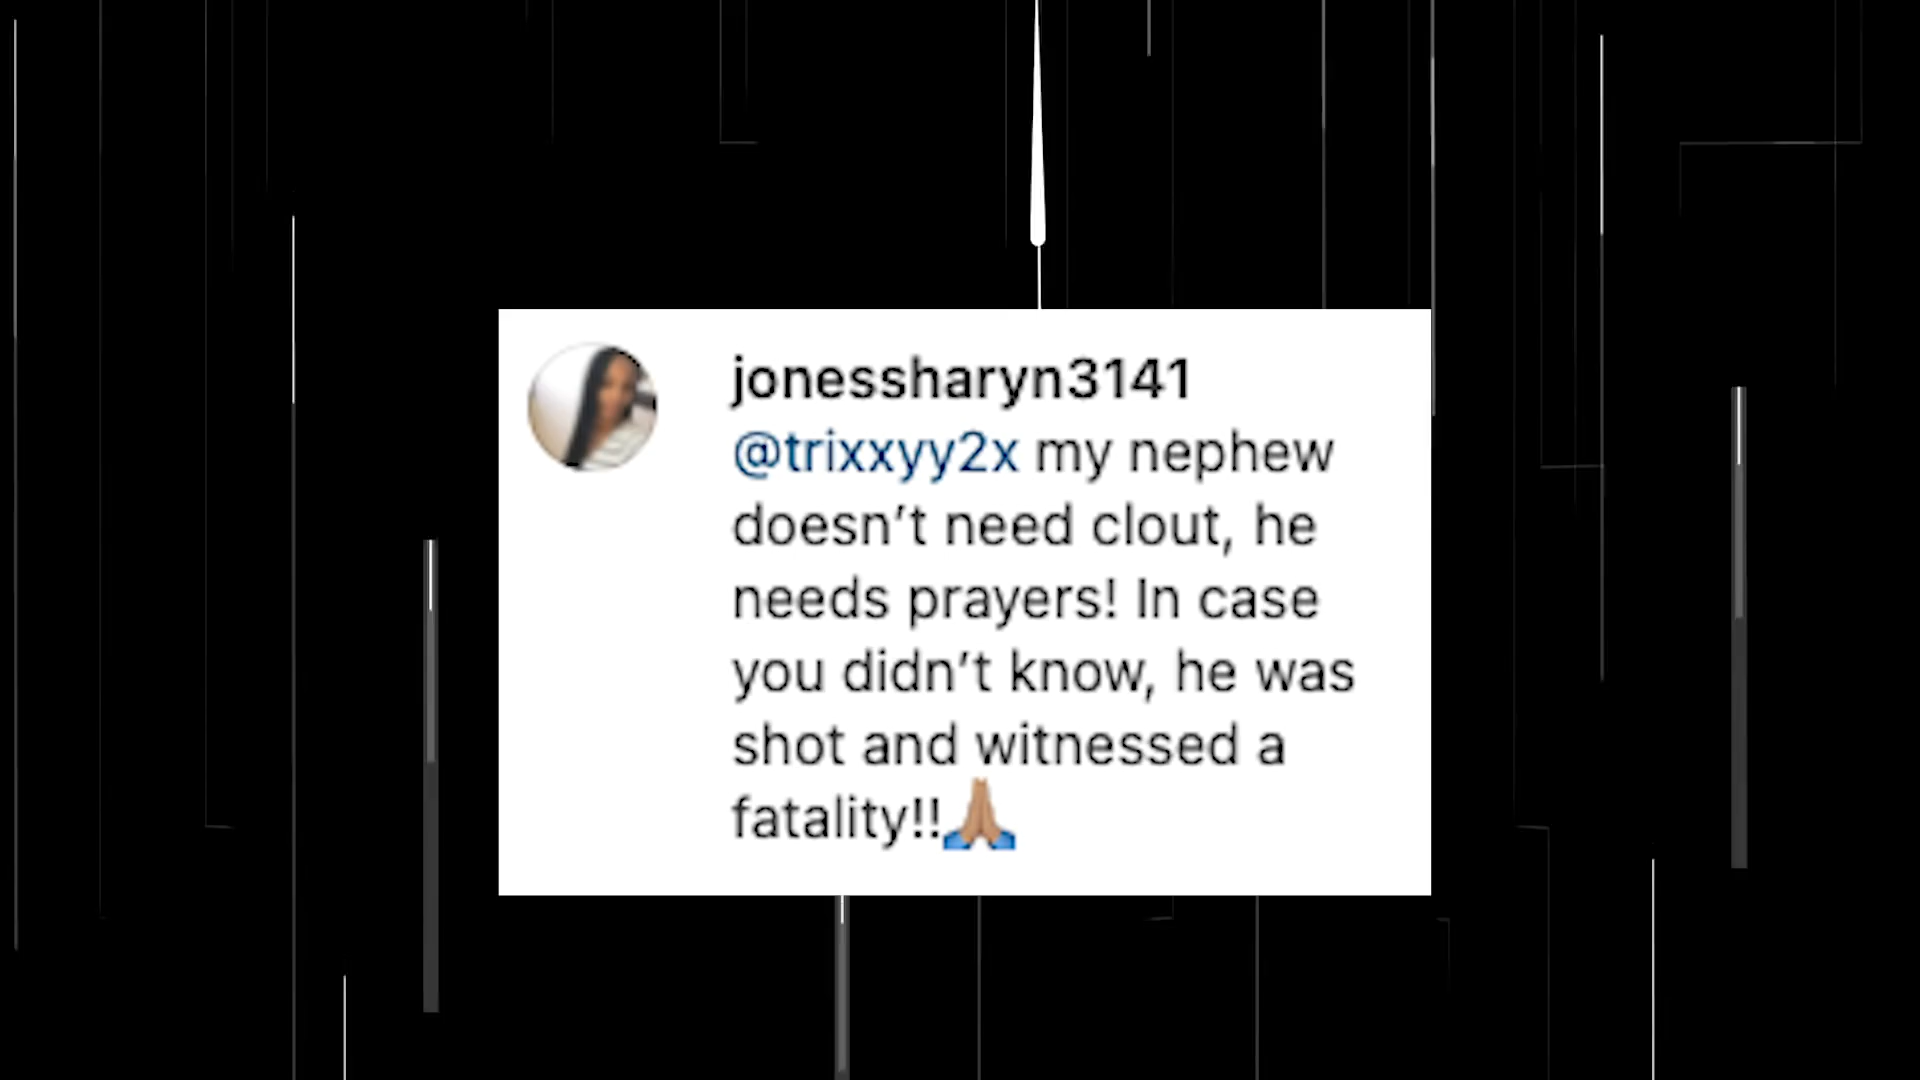 jonessharyn3141
@trixxyy2x my nephew
doesn’t need clout, he
needs prayers! In case
you didn’t know, he was
shot and witnessed a
fatality!!🙏🏽